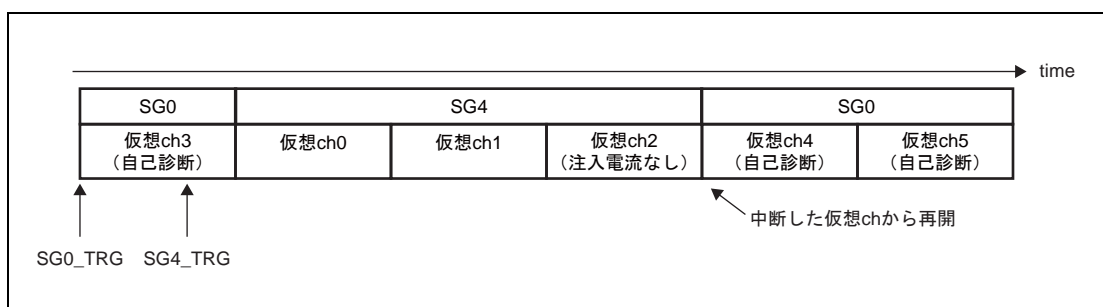 time
SG0
SG4
SG0
仮想ch3
（自己診断）
仮想ch0
仮想ch1
仮想ch2
（注入電流なし）
仮想ch4
（自己診断）
仮想ch5
（自己診断）
中断した仮想chから再開
SG0_TRG
SG4_TRG